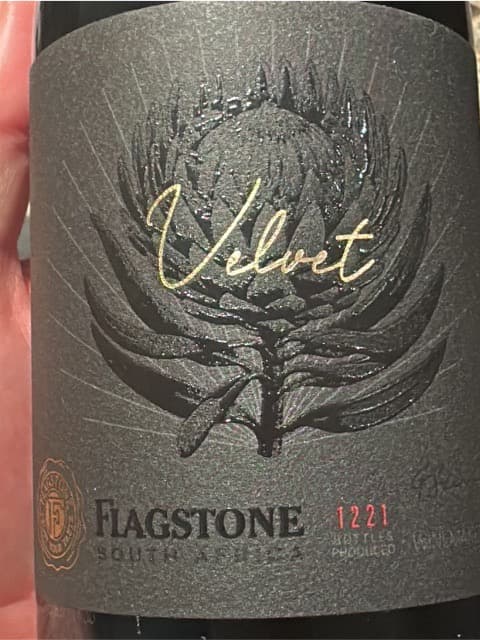 Velvet
FLAGSTONE
SOUTH AFRICA
1221
BOTTLES
PRODUCED